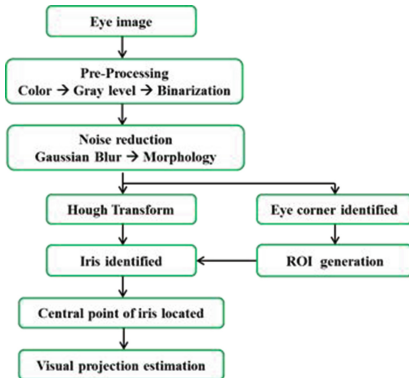 Eye image
Pre-Processing
Color → Gray level → Binarization
Noise reduction
Gaussian Blur → Morphology
Hough Transform
Eye corner identified
Iris identified
ROI generation
Central point of iris located
Visual projection estimation